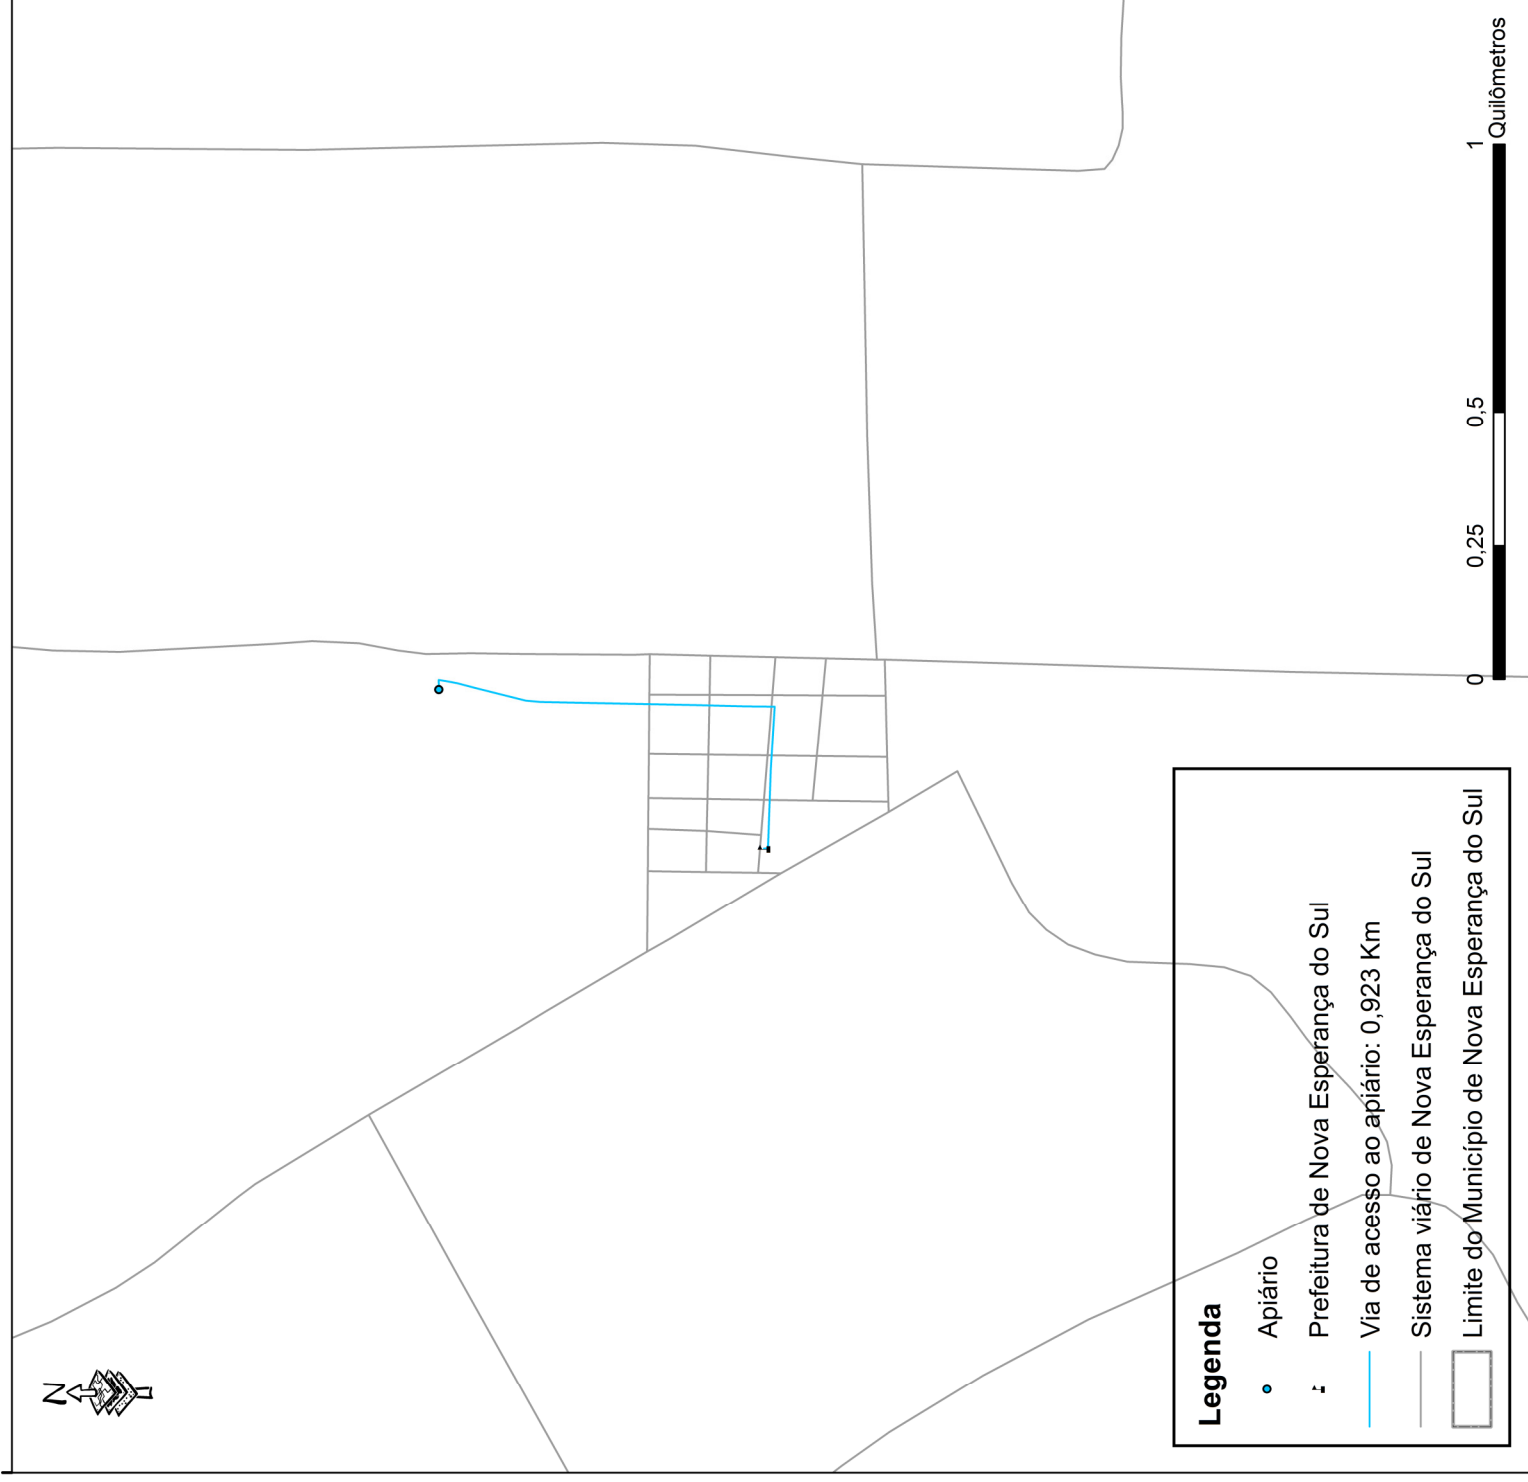 N
Legenda
Apiário
Prefeitura de Nova Esperança do Sul
Via de acesso ao apiário: 0,923 Km
Sistema viário de Nova Esperança do Sul
Limite do Município de Nova Esperança do Sul
0 0,25 0,5 1
Quilômetros